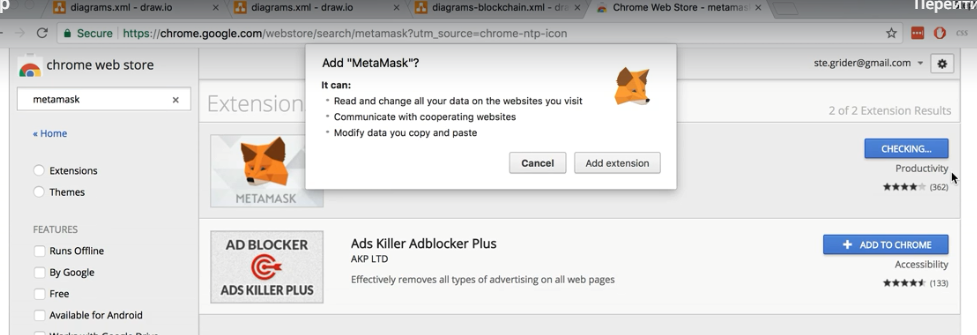 diagrams.xml - draw.io
diagrams.xml - draw.io
diagrams-blockchain.xml - dra
Chrome Web Store - metamas
Secure
https://chrome.google.com/webstore/search/metamask?utm_source=chrome-ntp-icon
chrome web store
ste.grider@gmail.com
metamask
« Home
Extensions
Themes
FEATURES
Runs Offline
By Google
Free
Available for Android
Works with Google Drive
Extension
2 of 2 Extension Results
Add "MetaMask"?
It can:
• Read and change all your data on the websites you visit
• Communicate with cooperating websites
• Modify data you copy and paste
Cancel
Add extension
METAMASK
CHECKING...
Productivity
(362)
AD BLOCKER
ADS KILLER PLUS
Ads Killer Adblocker Plus
AKP LTD
Effectively removes all types of advertising on all web pages
+ ADD TO CHROME
Accessibility
(133)